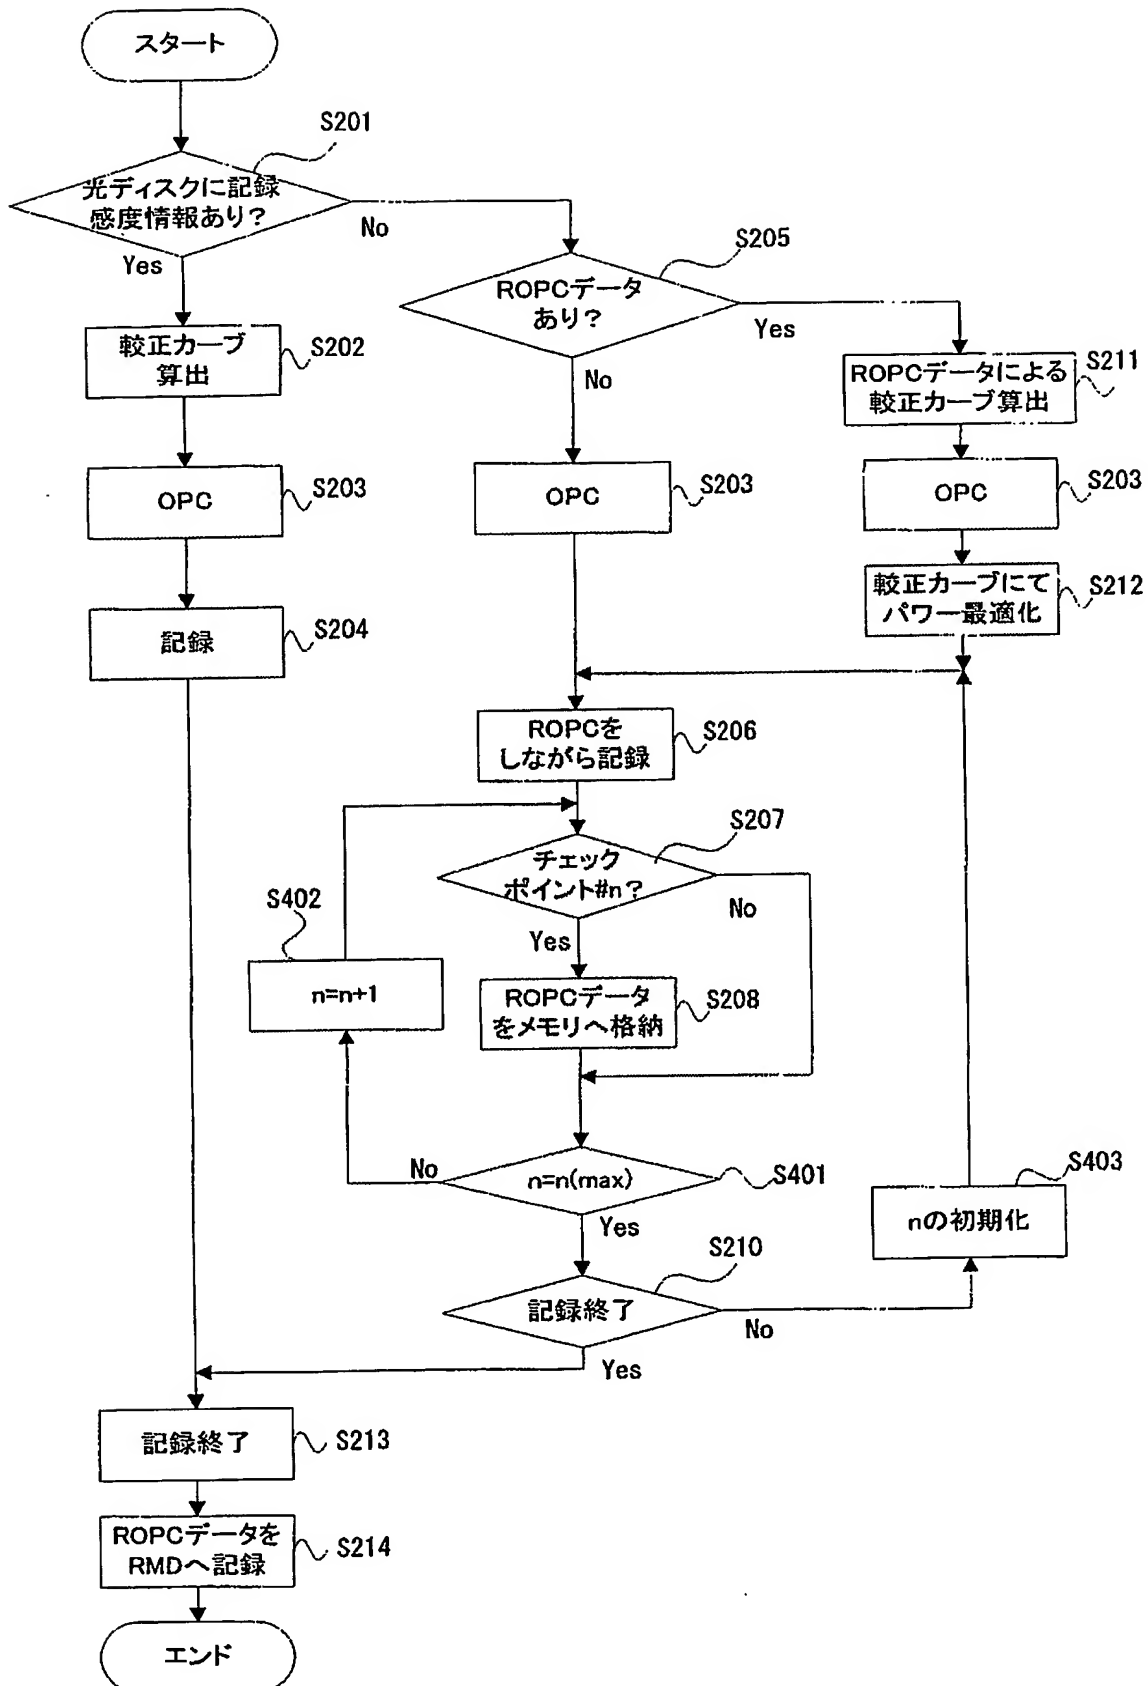 スタート
S201
光ディスクに記録
感度情報あり?
No
Yes
S205
ROPCデータ
あり?
Yes
No
較正カーブ
算出
S202
S211
ROPCデータによる
較正カーブ算出
OPC
S203
OPC
S203
OPC
S203
較正カーブにて
パワー最適化
S212
記録
S204
ROPCを
しながら記録
S206
S207
チェック
ポイント#n?
No
Yes
S402
n=n+1
ROPCデータ
をメモリへ格納
S208
No
n=n(max)
S401
Yes
S403
nの初期化
S210
記録終了
No
Yes
記録終了
S213
ROPCデータを
RMDへ記録
S214
エンド